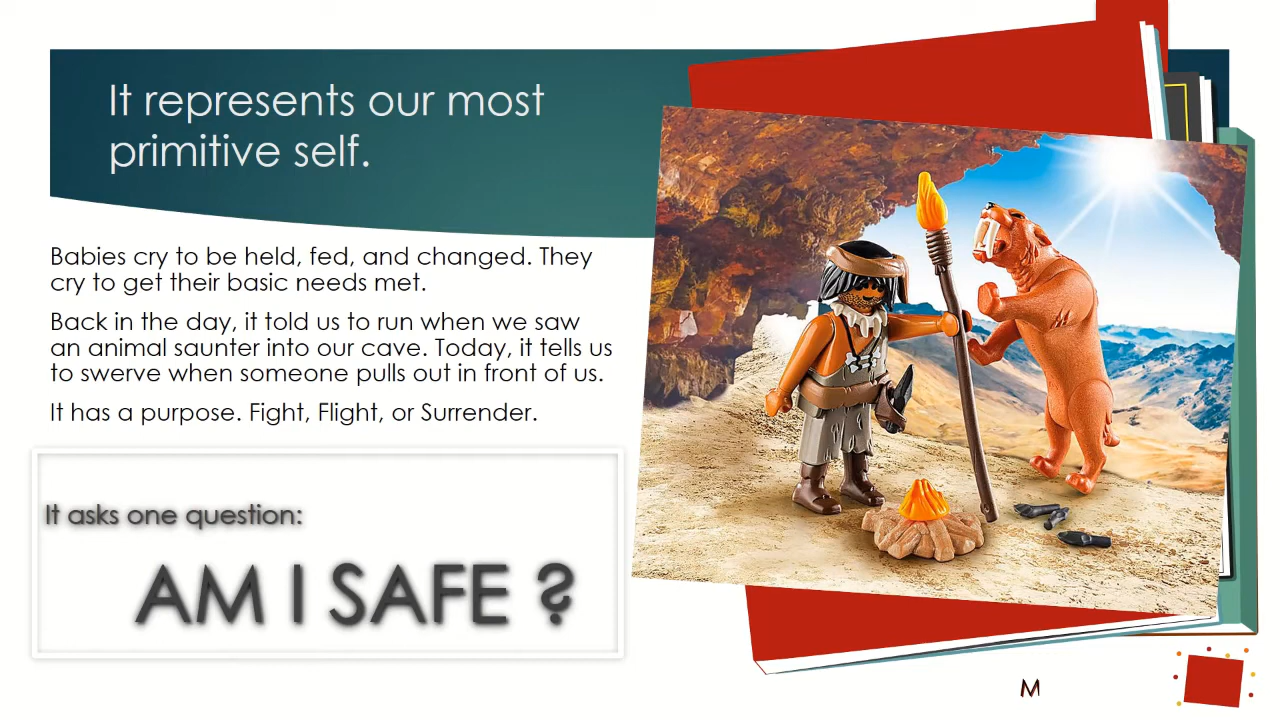 It represents our most
primitive self.
Babies cry to be held, fed, and changed. They
cry to get their basic needs met.
Back in the day, it told us to run when we saw
an animal saunter into our cave. Today, it tells us
to swerve when someone pulls out in front of us.
It has a purpose. Fight, Flight, or Surrender.
It asks one question:
AM I SAFE ?
M